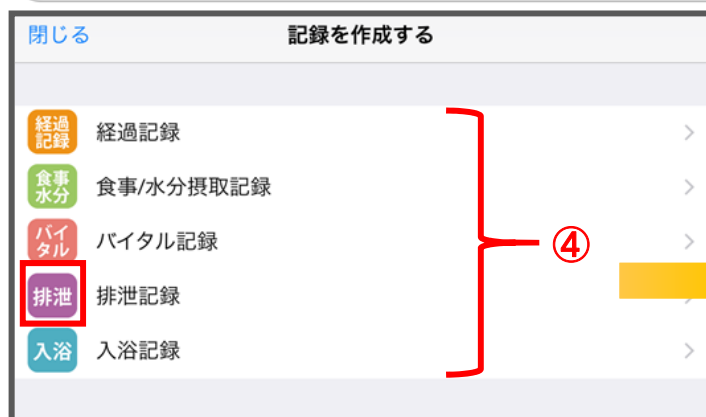 閉じる 記録を作成する
経過
記録
経過記録
食事
水分
食事/水分摂取記録
バイ
タル
バイタル記録
④
排泄
排泄記録
入浴
入浴記録